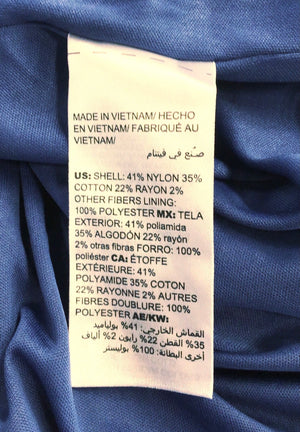 MADE IN VIETNAM/ HECHO
EN VIETNAM/ FABRIQUÉ AU
VIETNAM/
صنع في فيتنام
US: SHELL: 41% NYLON 35%
COTTON 22% RAYON 2%
OTHER FIBERS LINING:
100% POLYESTER MX: TELA
EXTERIOR: 41% poliamida
35% ALGODÓN 22% rayón
2% otras fibras FORRO: 100%
poliéster CA: ÉTOFFE
EXTÉRIEURE: 41%
POLYAMIDE 35% COTON
22% RAYONNE 2% AUTRES
FIBRES DOUBLURE: 100%
POLYESTER AE/KW:
القماش الخارجي: 41% بولياميد
35% القطن 22% رايون 2% ألياف
أخرى البطانة: 100% بوليستر